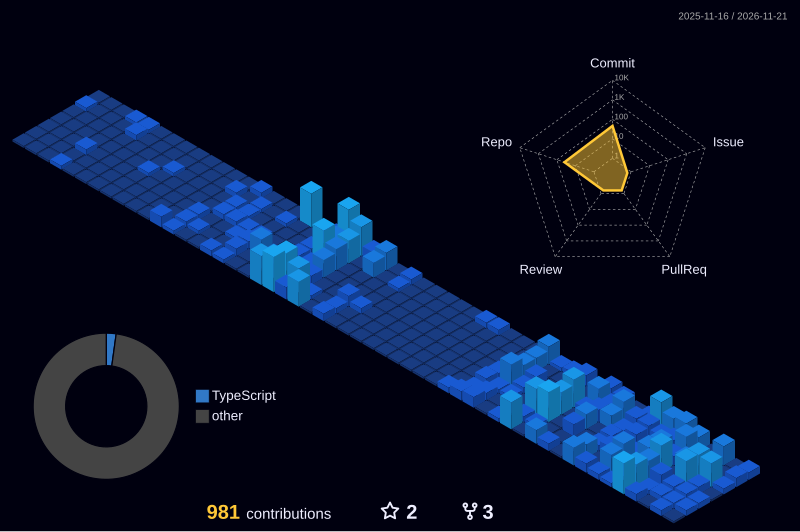 2025-11-16 / 2026-11-21
Commit
10K
1K
100
Repo
Issue
Review
PullReq
TypeScript
other
981 contributions
2
3